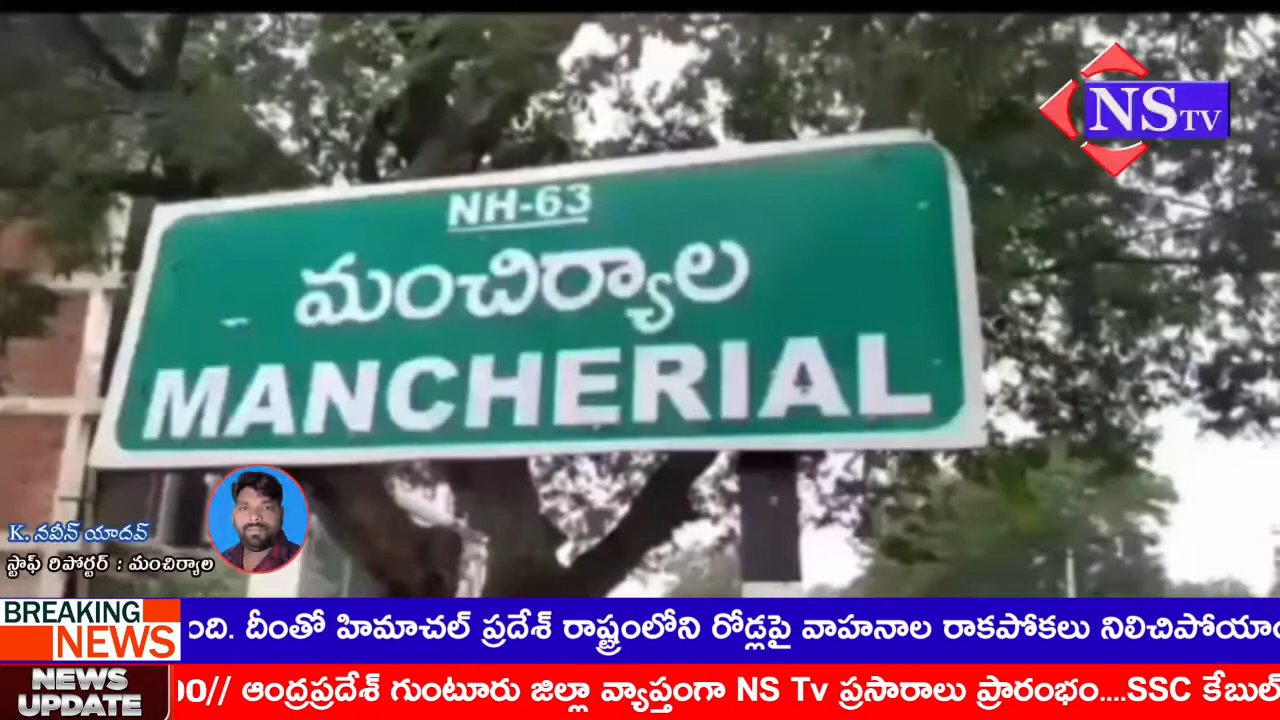 NS TV
NH-63
మంచిర్యాల
MANCHERIAL
K. నవీన్ యాదవ్
స్టాఫ్ రిపోర్టర్ : మంచిర్యాల
BREAKING NEWS
ంది. దీంతో హిమాచల్ ప్రదేశ్ రాష్ట్రంలోని రోడ్లపై వాహనాల రాకపోకలు నిలిచిపోయాం
NEWS UPDATE
00// ఆంధ్రప్రదేశ్ గుంటూరు జిల్లా వ్యాప్తంగా NS Tv ప్రసారాలు ప్రారంభం....SSC కేబుల్